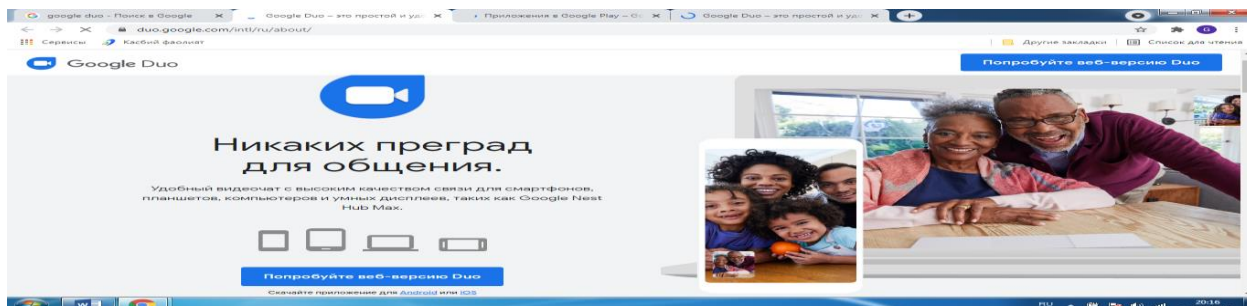 google duo - Поиск в Google
Google Duo – это простой и уд
Приложения в Google Play – Go
Google Duo – это простой и уд
duo.google.com/intl/ru/about/
G
Сервисы
Касбий фаолият
Другие закладки
Список для чтения
Google Duo
Попробуйте веб-версию Duo
Никаких преград
для общения.
Удобный видеочат с высоким качеством связи для смартфонов,
планшетов, компьютеров и умных дисплеев, таких как Google Nest
Hub Max.
Попробуйте веб-версию Duo
Скачайте приложение для Android или iOS
RU
20:16